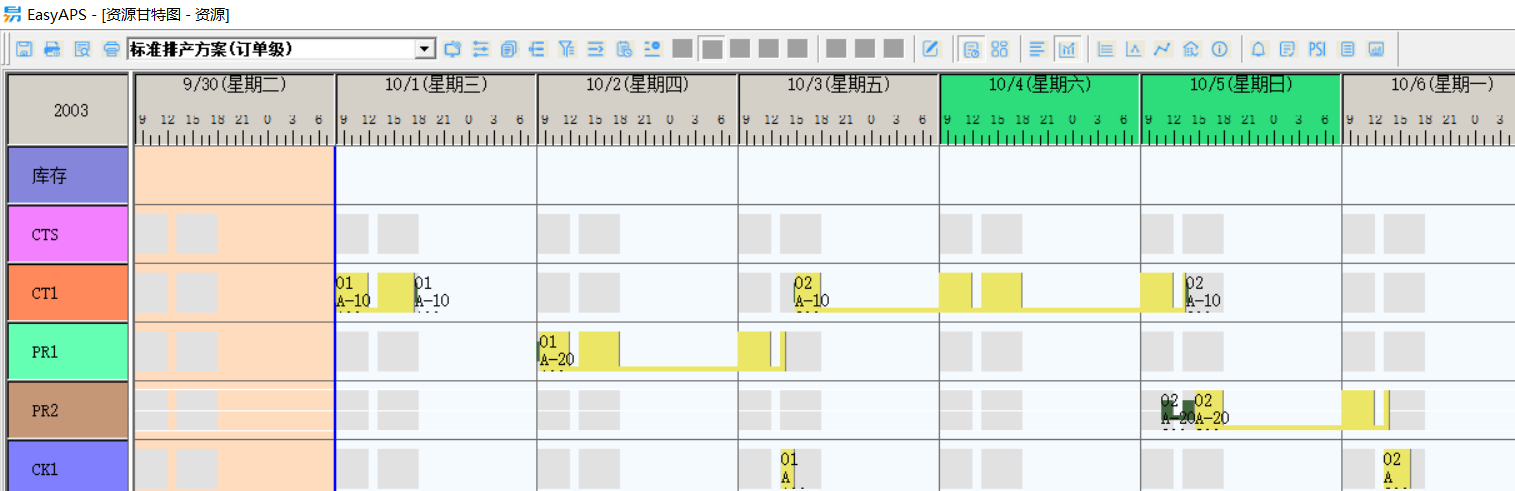 EasyAPS - [资源甘特图 - 资源]
标准排产方案(订单级)
PSI
2003
9/30(星期二) 10/1(星期三) 10/2(星期四) 10/3(星期五) 10/4(星期六) 10/5(星期日) 10/6(星期一)
9 12 15 18 21 0 3 6 9 12 15 18 21 0 3 6 9 12 15 18 21 0 3 6 9 12 15 18 21 0 3 6 9 12 15 18 21 0 3 6 9 12 15 18 21 0 3 6 9 12 15 18 21 0 3
库存
CTS
CT1
01 01 02 02
A-10 A-10 A-10 A-10
PR1
01
A-20
PR2
02 02
A-20 A-20
CK1
01 02
A A